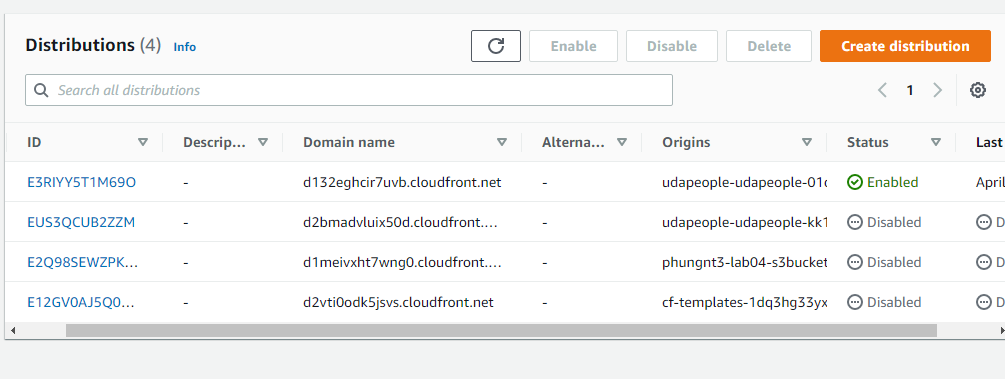 Distributions (4) Info Enable Disable Delete Create distribution
Search all distributions 1
ID Descrip... Domain name Alterna... Origins Status Last
E3RIYY5T1M69O - d132eghcir7uvb.cloudfront.net - udapeople-udapeople-01c Enabled April
EUS3QCUB2ZZM - d2bmadvluix50d.cloudfront.... - udapeople-udapeople-kk1 Disabled D
E2Q98SEWZPK... - d1meivxht7wng0.cloudfront.... - phungnt3-lab04-s3bucket Disabled D
E12GV0AJ5Q0... - d2vti0odk5jsvs.cloudfront.net - cf-templates-1dq3hg33yx Disabled D